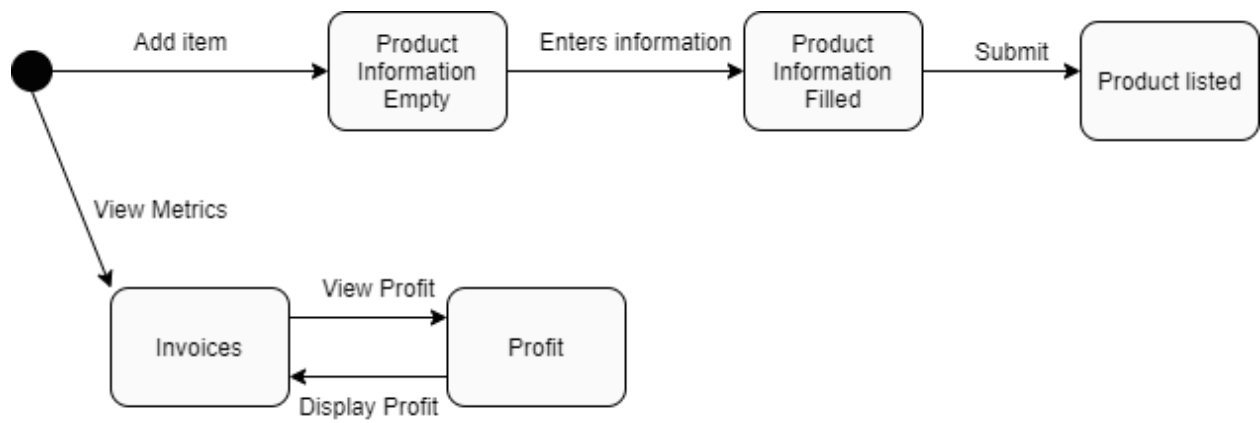 Add item
Product
Information
Empty
Enters information
Product
Information
Filled
Submit
Product listed
View Metrics
Invoices
View Profit
Profit
Display Profit